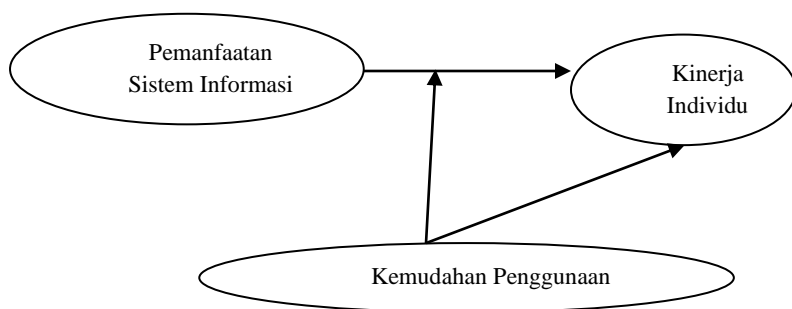 Pemanfaatan
Sistem Informasi
Kinerja
Individu
Kemudahan Penggunaan